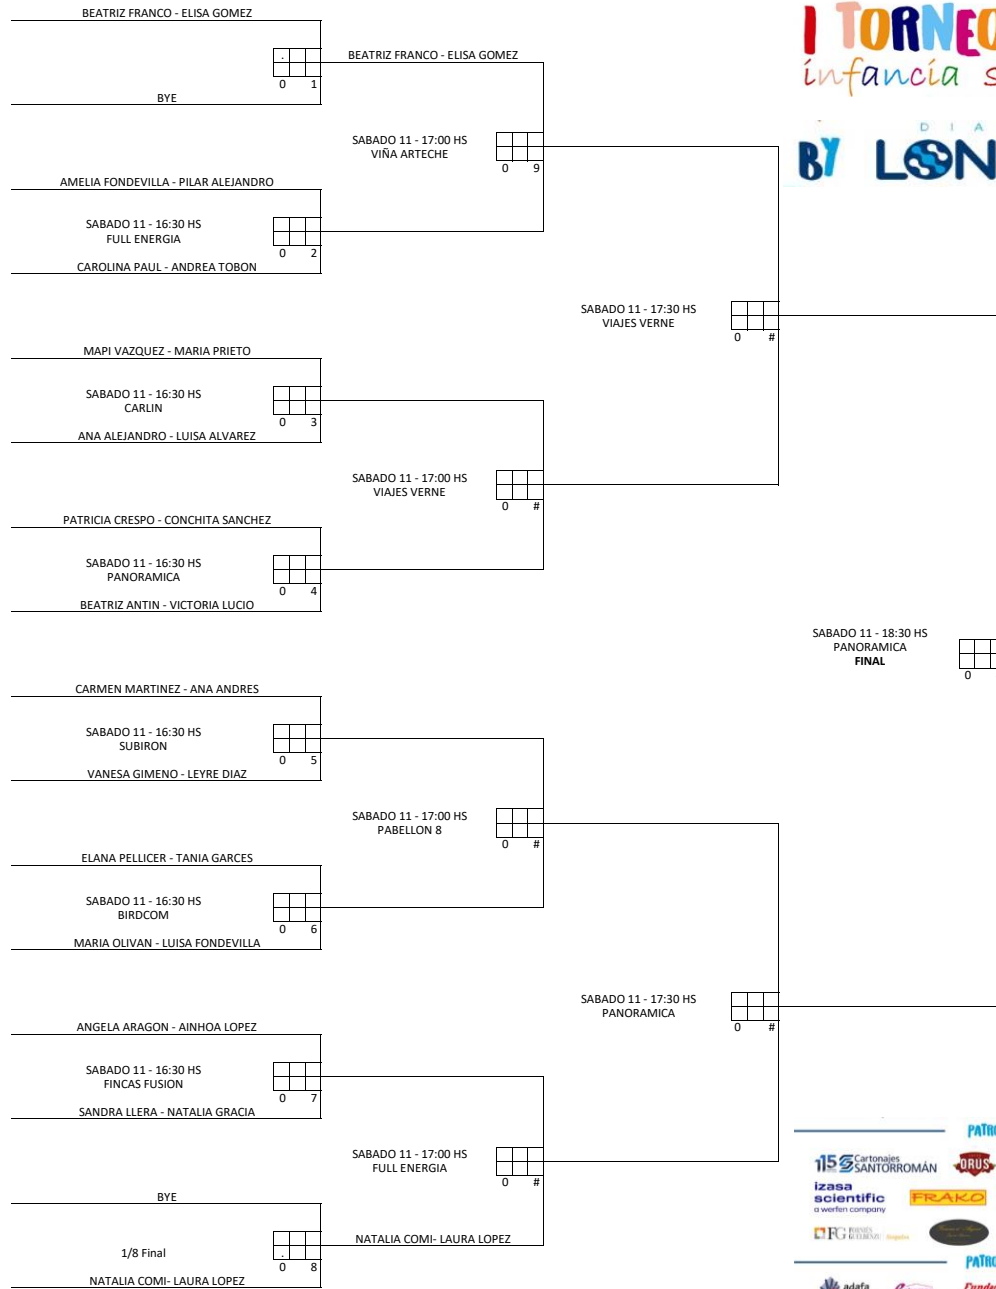 BEATRIZ FRANCO - ELISA GOMEZ
.
BEATRIZ FRANCO - ELISA GOMEZ
0 1
BYE
SABADO 11 - 17:00 HS
VIÑA ARTECHE
0 9
AMELIA FONDEVILLA - PILAR ALEJANDRO
SABADO 11 - 16:30 HS
FULL ENERGIA
0 2
CAROLINA PAUL - ANDREA TOBON
SABADO 11 - 17:30 HS
VIAJES VERNE
0 #
MAPI VAZQUEZ - MARIA PRIETO
SABADO 11 - 16:30 HS
CARLIN
0 3
ANA ALEJANDRO - LUISA ALVAREZ
SABADO 11 - 17:00 HS
VIAJES VERNE
0 #
PATRICIA CRESPO - CONCHITA SANCHEZ
SABADO 11 - 16:30 HS
PANORAMICA
0 4
BEATRIZ ANTIN - VICTORIA LUCIO
SABADO 11 - 18:30 HS
PANORAMICA
FINAL
0
CARMEN MARTINEZ - ANA ANDRES
SABADO 11 - 16:30 HS
SUBIRON
0 5
VANESA GIMENO - LEYRE DIAZ
SABADO 11 - 17:00 HS
PABELLON 8
0 #
ELANA PELLICER - TANIA GARCES
SABADO 11 - 16:30 HS
BIRDCOM
0 6
MARIA OLIVAN - LUISA FONDEVILLA
SABADO 11 - 17:30 HS
PANORAMICA
0 #
ANGELA ARAGON - AINHOA LOPEZ
SABADO 11 - 16:30 HS
FINCAS FUSION
0 7
SANDRA LLERA - NATALIA GRACIA
SABADO 11 - 17:00 HS
FULL ENERGIA
0 #
BYE
NATALIA COMI- LAURA LOPEZ
1/8 Final
.
0 8
NATALIA COMI- LAURA LOPEZ
I TORNEO
infancia s
D I A
BY LON
PATRO
115 Cartonajes
SANTORROMÁN
ORUS
izasa
scientific
a werfen company
FRAKO
FG
PATRO
adafa
Funda